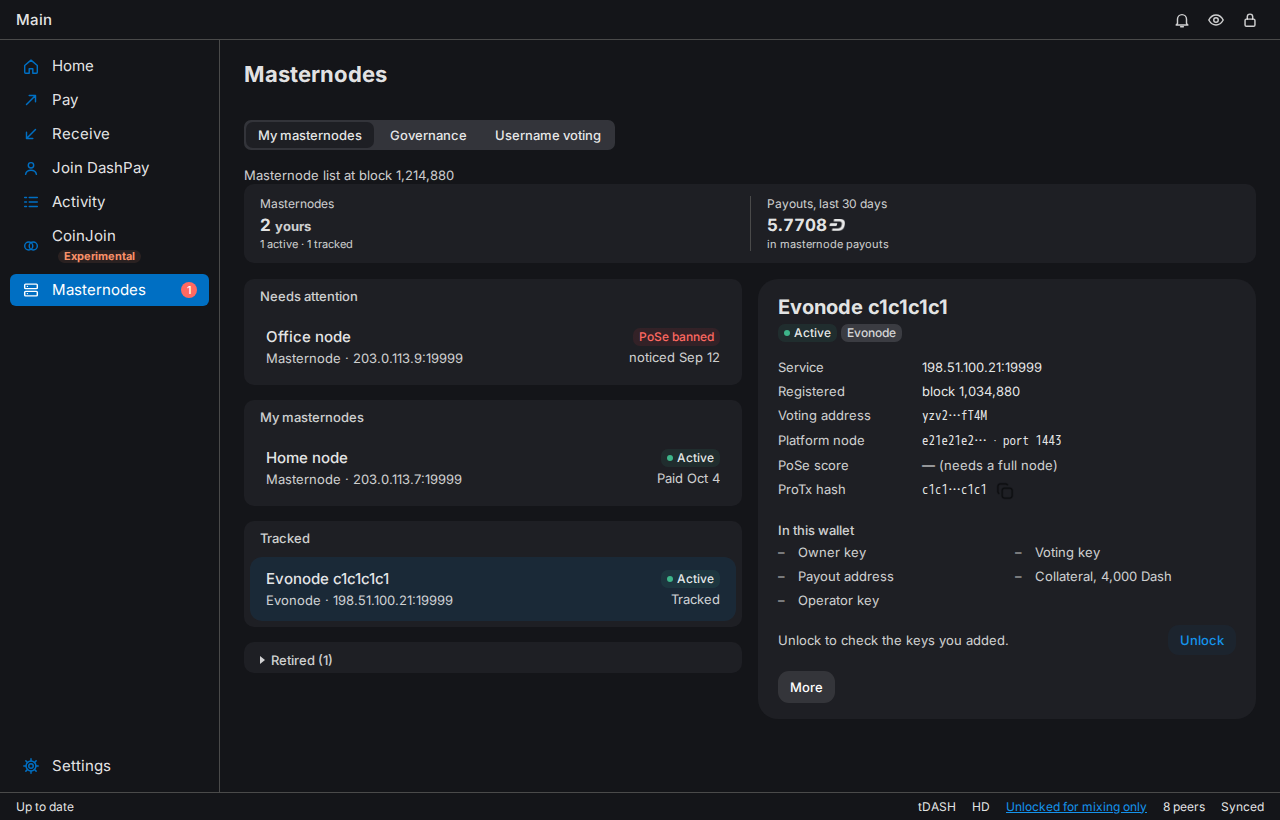 Main
Home
Pay
Receive
Join DashPay
Activity
CoinJoin
Experimental
Masternodes 1
Settings
Masternodes
My masternodes Governance Username voting
Masternode list at block 1,214,880
Masternodes
2 yours
1 active · 1 tracked
Payouts, last 30 days
5.7708
in masternode payouts
Needs attention
Office node PoSe banned
Masternode · 203.0.113.9:19999 noticed Sep 12
My masternodes
Home node Active
Masternode · 203.0.113.7:19999 Paid Oct 4
Tracked
Evonode c1c1c1c1 Active
Evonode · 198.51.100.21:19999 Tracked
Retired (1)
Evonode c1c1c1c1
Active Evonode
Service 198.51.100.21:19999
Registered block 1,034,880
Voting address yzv2…fT4M
Platform node e21e21e2… · port 1443
PoSe score — (needs a full node)
ProTx hash c1c1…c1c1
In this wallet
– Owner key – Voting key
– Payout address – Collateral, 4,000 Dash
– Operator key
Unlock to check the keys you added. Unlock
More
Up to date tDASH HD Unlocked for mixing only 8 peers Synced